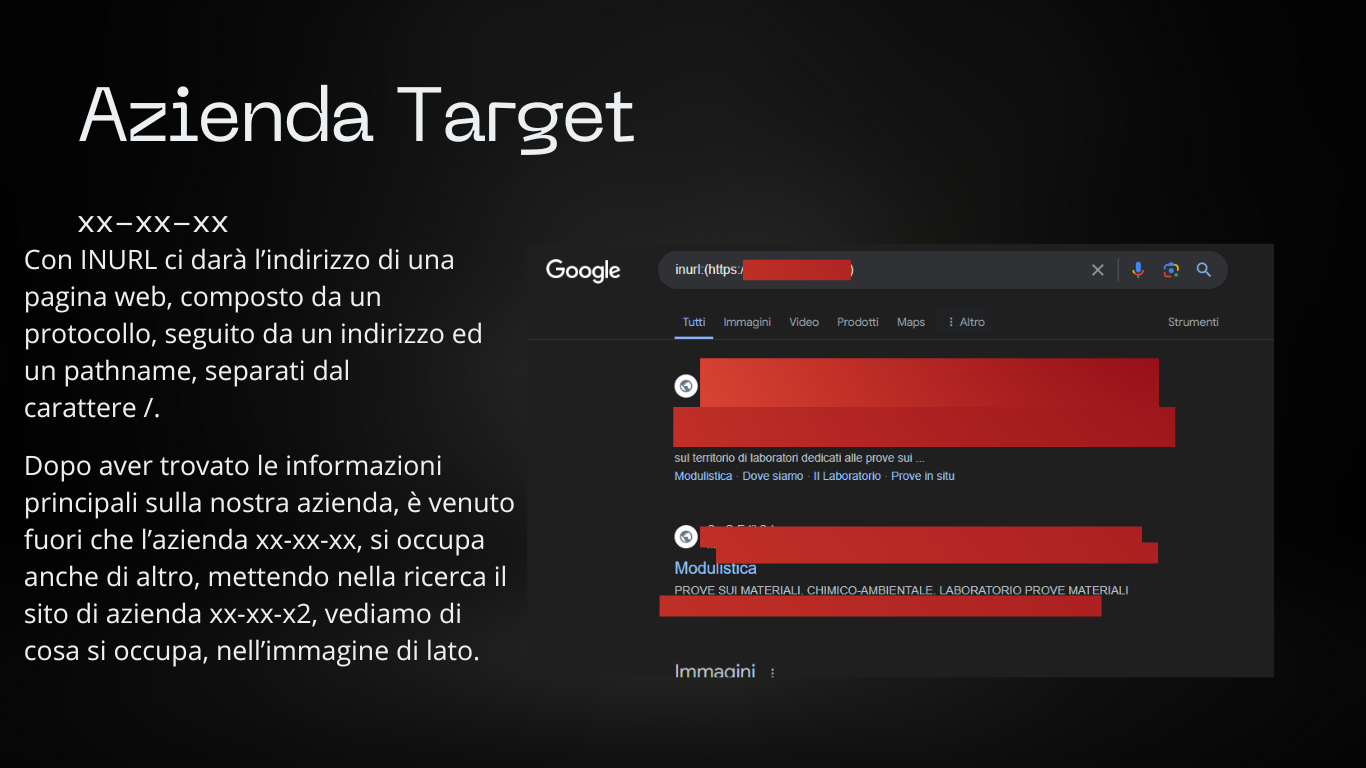 Azienda Target
xx-xx-xx
Con INURL ci darà l'indirizzo di una
pagina web, composto da un
protocollo, seguito da un indirizzo ed
un pathname, separati dal
carattere /.
Dopo aver trovato le informazioni
principali sulla nostra azienda, è venuto
fuori che l'azienda xx-xx-xx, si occupa
anche di altro, mettendo nella ricerca il
sito di azienda xx-xx-x2, vediamo di
cosa si occupa, nell'immagine di lato.
Google
inurl:(https:/ )
Tutti Immagini Video Prodotti Maps Altro Strumenti
sul territorio di laboratori dedicati alle prove sui ...
Modulistica · Dove siamo · Il Laboratorio · Prove in situ
Modulistica
PROVE SUI MATERIALI. CHIMICO-AMBIENTALE. LABORATORIO PROVE MATERIALI
Immagini